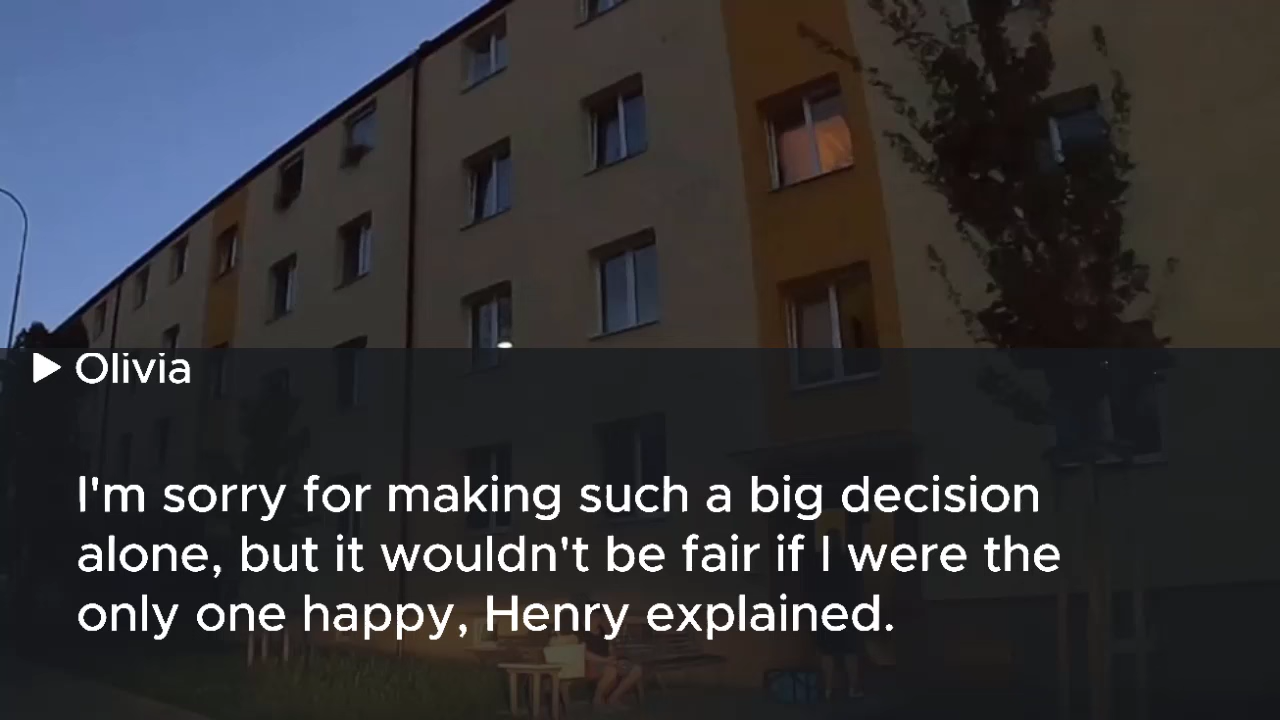 Olivia
I'm sorry for making such a big decision
alone, but it wouldn't be fair if I were the
only one happy, Henry explained.